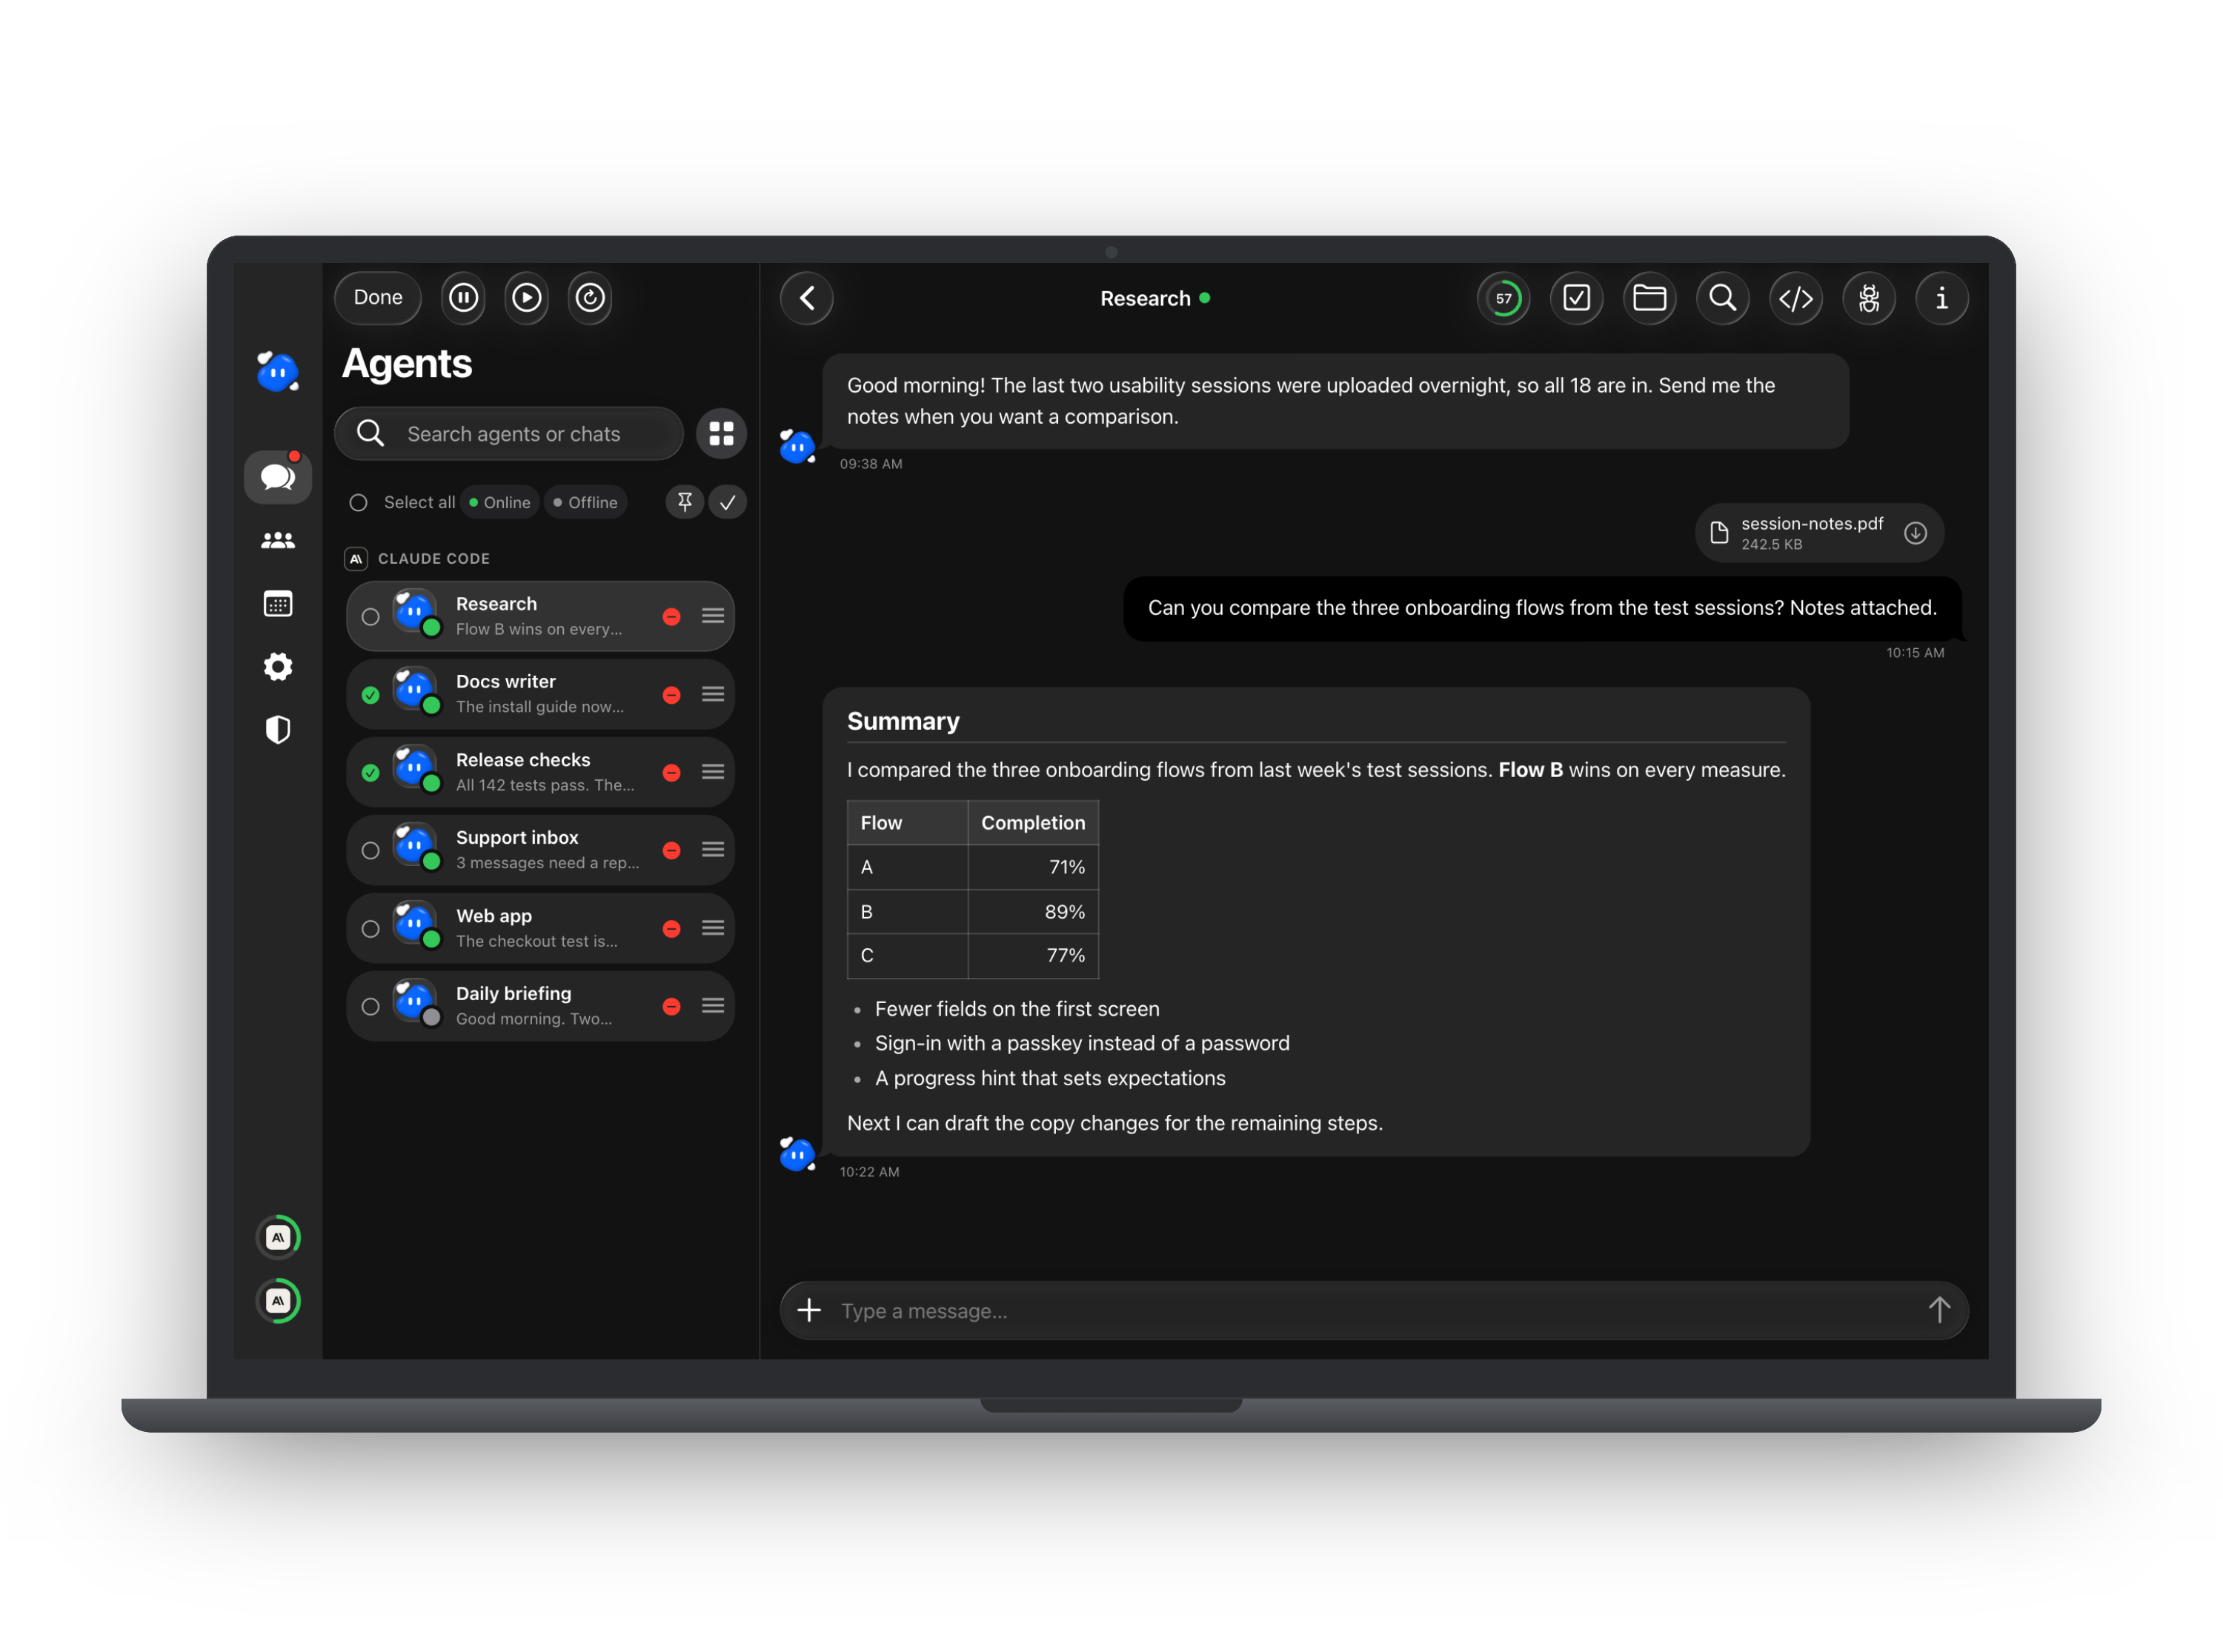 Done
Agents
Search agents or chats
Select all
Online
Offline
CLAUDE CODE
Research
Flow B wins on every...
Docs writer
The install guide now...
Release checks
All 142 tests pass. The...
Support inbox
3 messages need a rep...
Web app
The checkout test is...
Daily briefing
Good morning. Two...
Research
57
Good morning! The last two usability sessions were uploaded overnight, so all 18 are in. Send me the
notes when you want a comparison.
09:38 AM
session-notes.pdf
242.5 KB
Can you compare the three onboarding flows from the test sessions? Notes attached.
10:15 AM
Summary
I compared the three onboarding flows from last week's test sessions. Flow B wins on every measure.
Flow Completion
A 71%
B 89%
C 77%
• Fewer fields on the first screen
• Sign-in with a passkey instead of a password
• A progress hint that sets expectations
Next I can draft the copy changes for the remaining steps.
10:22 AM
Type a message...